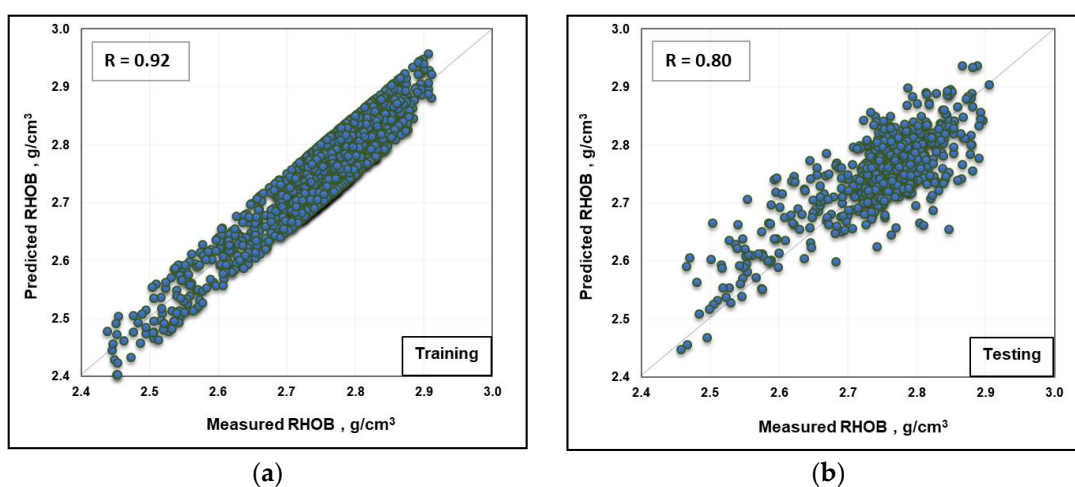 R = 0.92
3.0
2.9
2.8
2.7
2.6
2.5
2.4
Predicted RHOB , g/cm³
Training
2.4 2.5 2.6 2.7 2.8 2.9 3.0
Measured RHOB , g/cm³
(a)
R = 0.80
3.0
2.9
2.8
2.7
2.6
2.5
2.4
Predicted RHOB , g/cm³
Testing
2.4 2.5 2.6 2.7 2.8 2.9 3.0
Measured RHOB , g/cm³
(b)